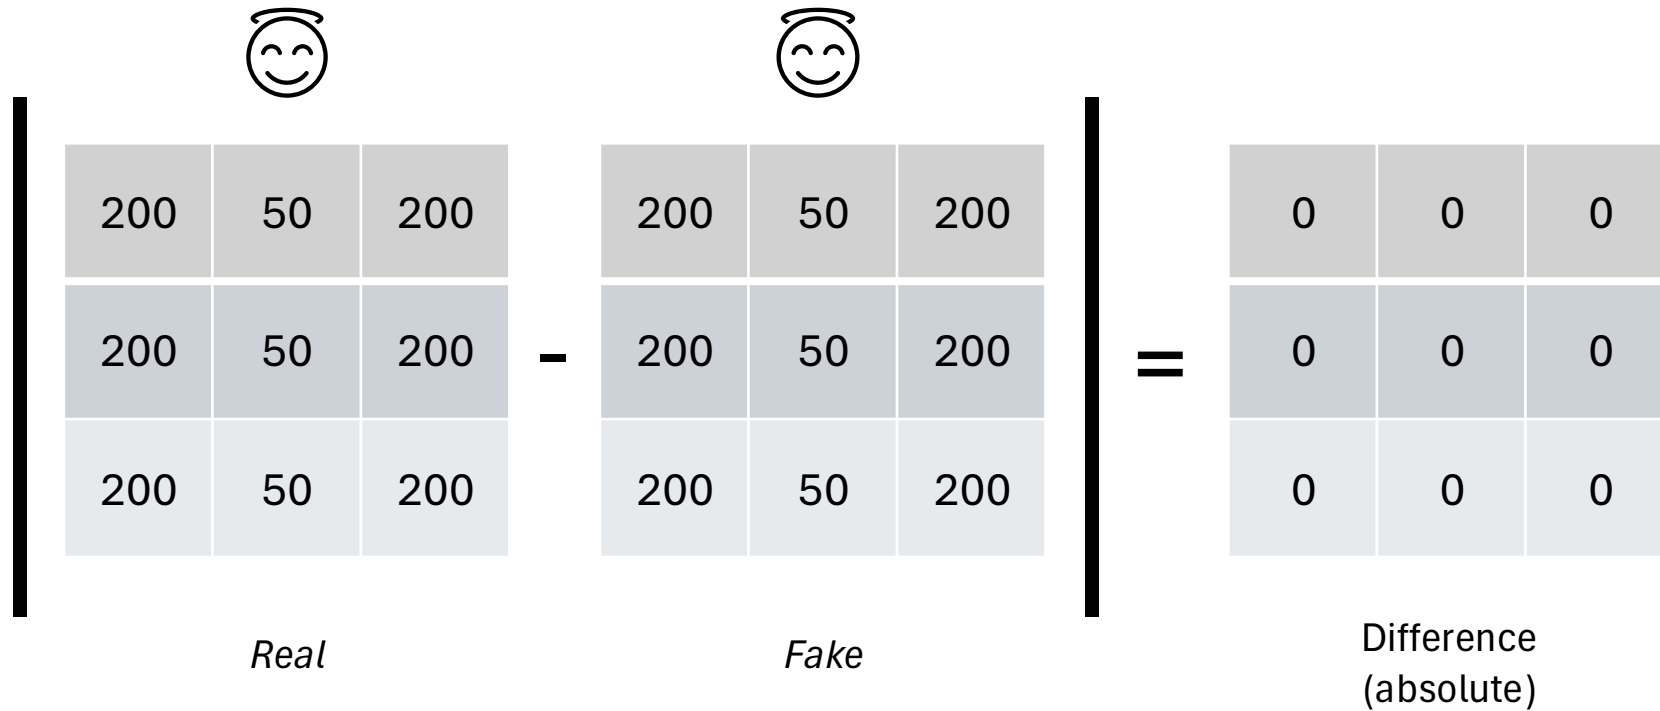 200 50 200 200 50 200 0 0 0
200 50 200 - 200 50 200 = 0 0 0
200 50 200 200 50 200 0 0 0
Real Fake Difference
(absolute)